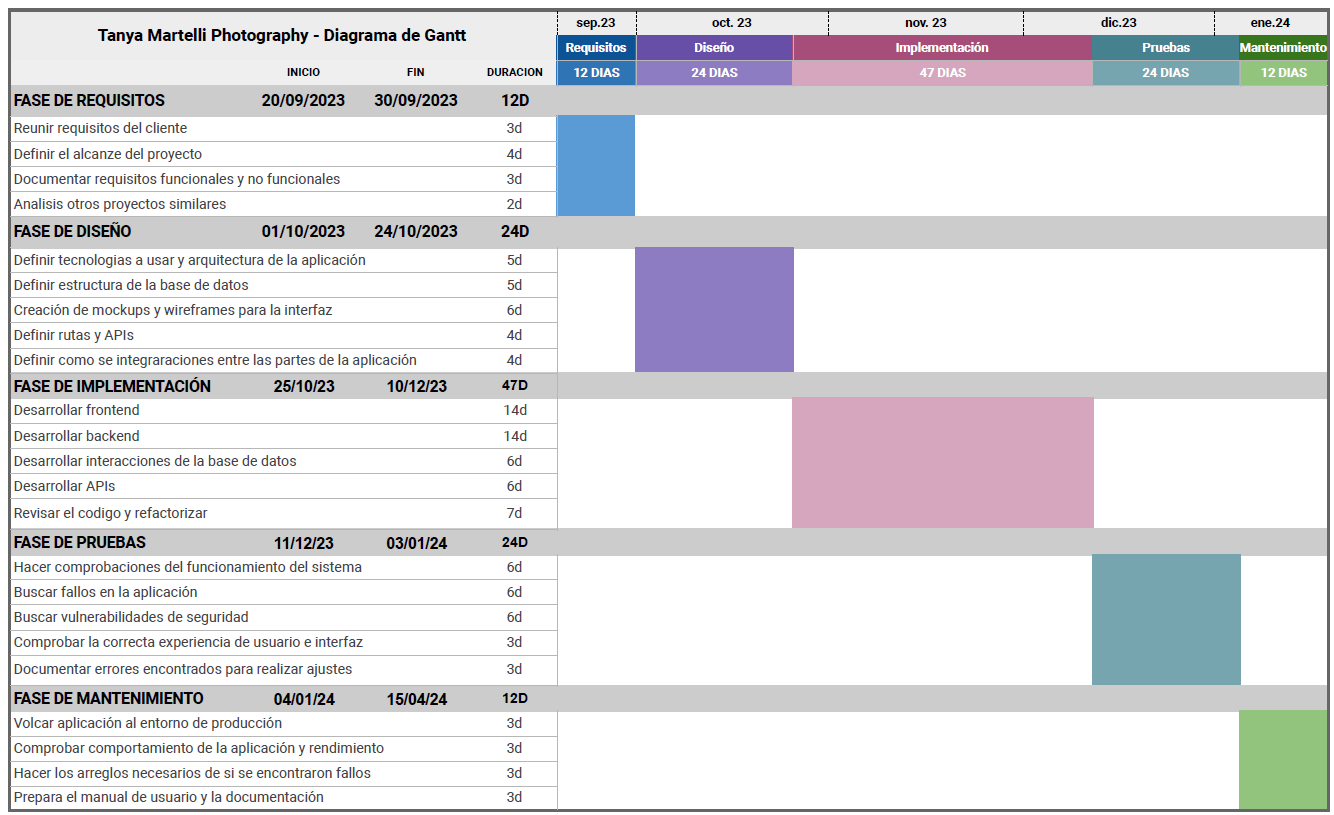 sep.23 oct. 23 nov. 23 dic.23 ene.24
Tanya Martelli Photography - Diagrama de Gantt
Requisitos Diseño Implementación Pruebas Mantenimiento
INICIO FIN DURACION 12 DIAS 24 DIAS 47 DIAS 24 DIAS 12 DIAS
FASE DE REQUISITOS 20/09/2023 30/09/2023 12D
Reunir requisitos del cliente 3d
Definir el alcanze del proyecto 4d
Documentar requisitos funcionales y no funcionales 3d
Analisis otros proyectos similares 2d
FASE DE DISEÑO 01/10/2023 24/10/2023 24D
Definir tecnologias a usar y arquitectura de la aplicación 5d
Definir estructura de la base de datos 5d
Creación de mockups y wireframes para la interfaz 6d
Definir rutas y APIs 4d
Definir como se integraraciones entre las partes de la aplicación 4d
FASE DE IMPLEMENTACIÓN 25/10/23 10/12/23 47D
Desarrollar frontend 14d
Desarrollar backend 14d
Desarrollar interacciones de la base de datos 6d
Desarrollar APIs 6d
Revisar el codigo y refactorizar 7d
FASE DE PRUEBAS 11/12/23 03/01/24 24D
Hacer comprobaciones del funcionamiento del sistema 6d
Buscar fallos en la aplicación 6d
Buscar vulnerabilidades de seguridad 6d
Comprobar la correcta experiencia de usuario e interfaz 3d
Documentar errores encontrados para realizar ajustes 3d
FASE DE MANTENIMIENTO 04/01/24 15/04/24 12D
Volcar aplicación al entorno de producción 3d
Comprobar comportamiento de la aplicación y rendimiento 3d
Hacer los arreglos necesarios de si se encontraron fallos 3d
Prepara el manual de usuario y la documentación 3d